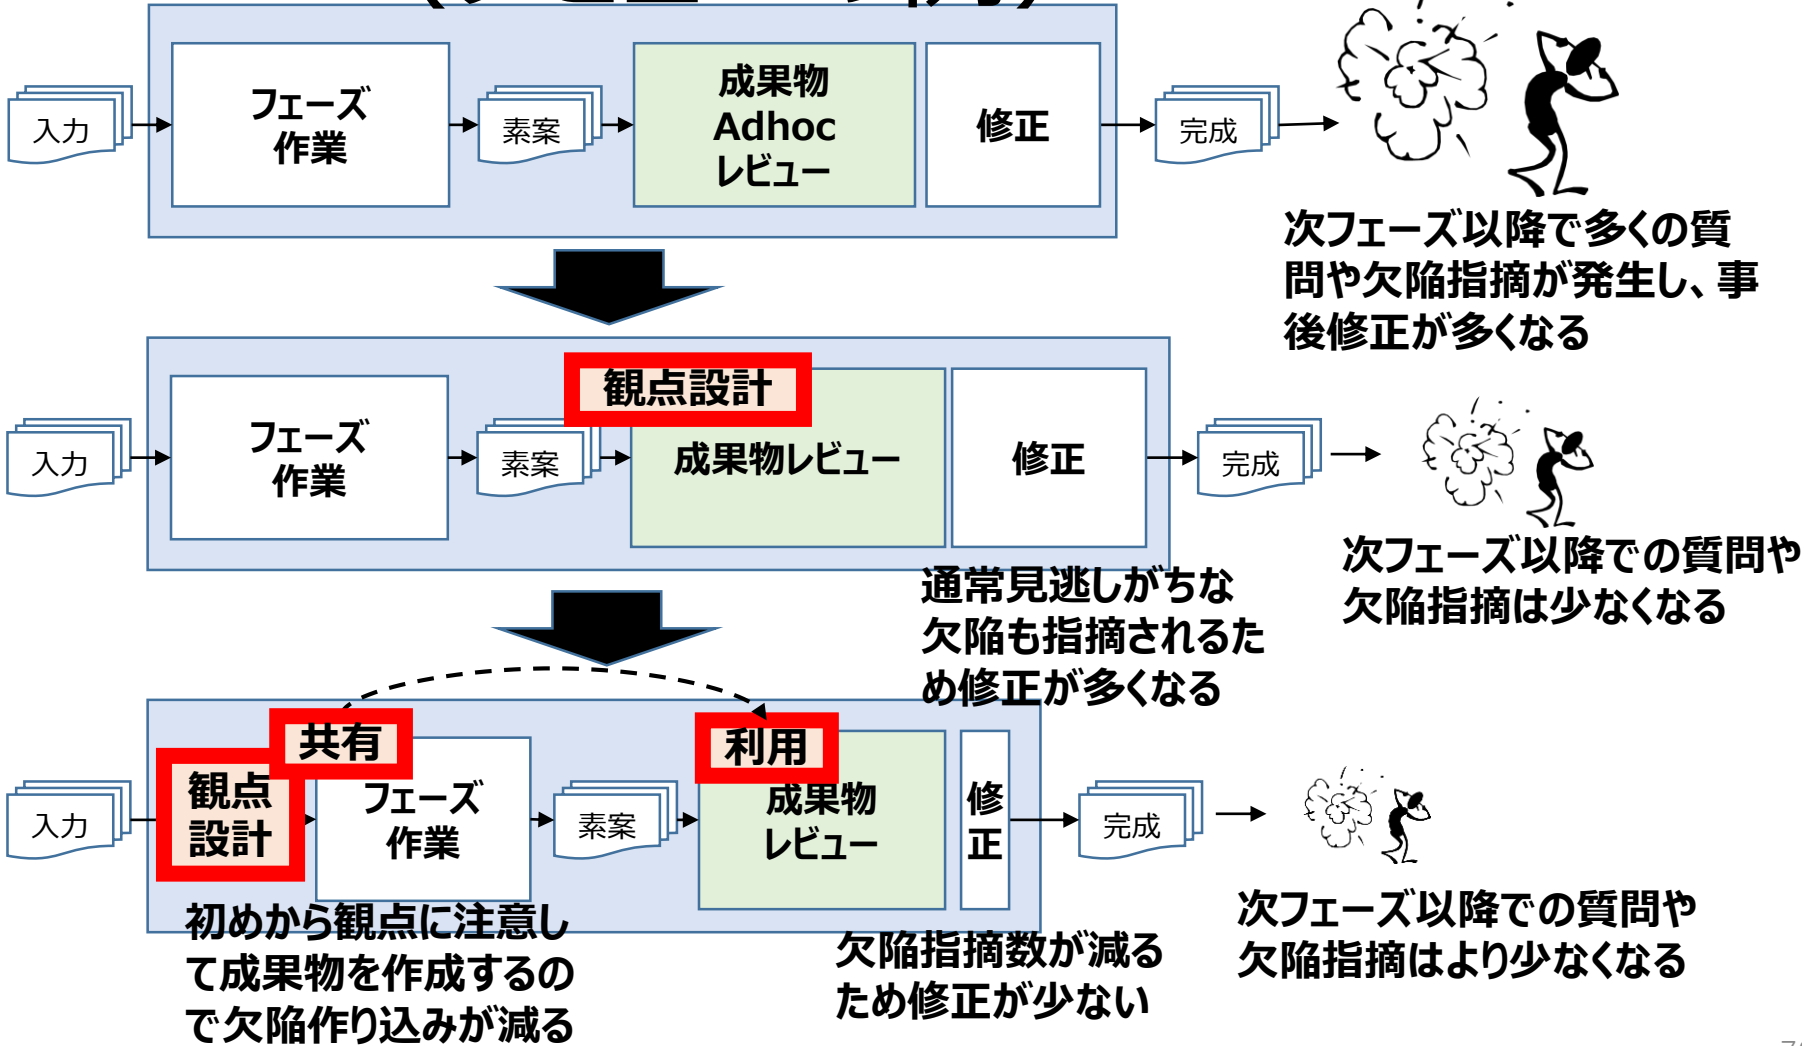 入力
フェーズ
作業
素案
成果物
Adhoc
レビュー
修正
完成
次フェーズ以降で多くの質
問や欠陥指摘が発生し、事
後修正が多くなる
観点設計
入力
フェーズ
作業
素案
成果物レビュー
修正
完成
次フェーズ以降での質問や
欠陥指摘は少なくなる
通常見逃しがちな
欠陥も指摘されるた
め修正が多くなる
共有
利用
入力
観点
設計
フェーズ
作業
素案
成果物
レビュー
修
正
完成
初めから観点に注意し
て成果物を作成するの
で欠陥作り込みが減る
欠陥指摘数が減る
ため修正が少ない
次フェーズ以降での質問や
欠陥指摘はより少なくなる